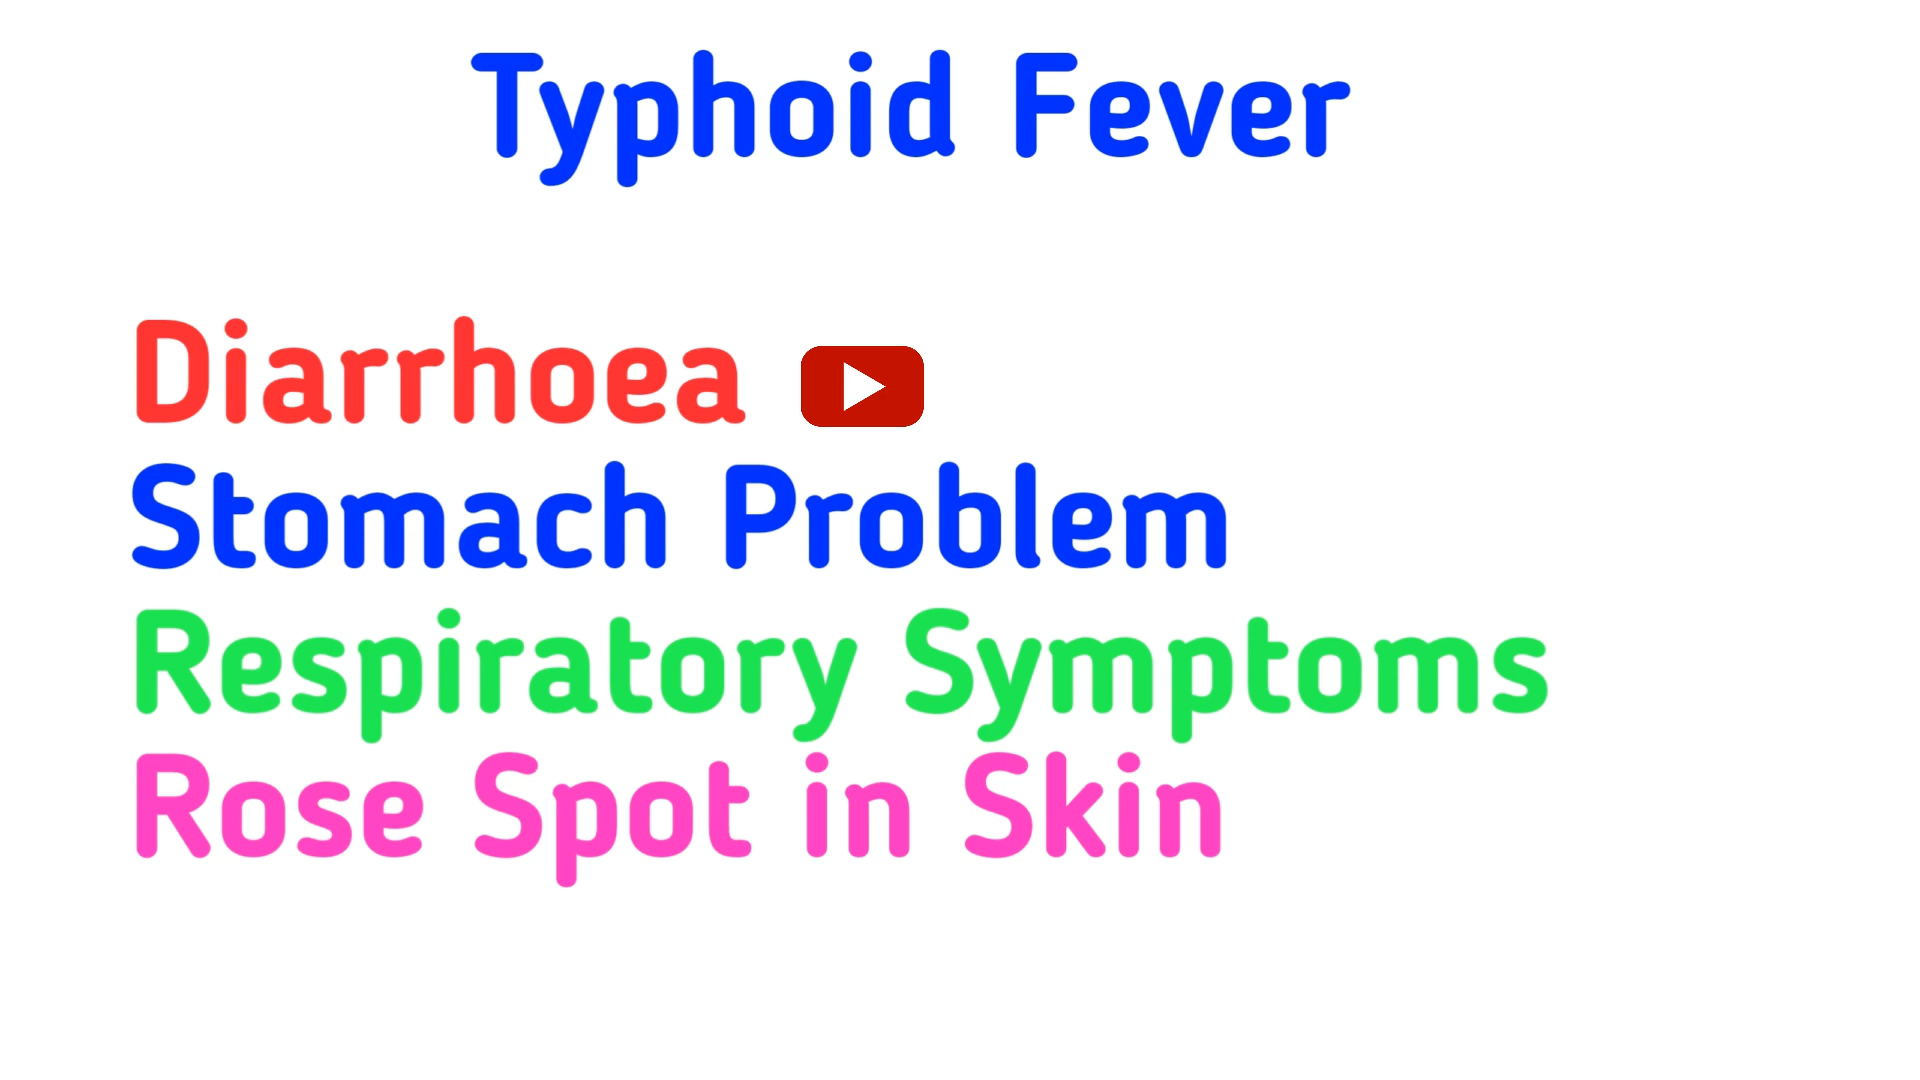 Typhoid Fever
Diarrhoea
Stomach Problem
Respiratory Symptoms
Rose Spot in Skin